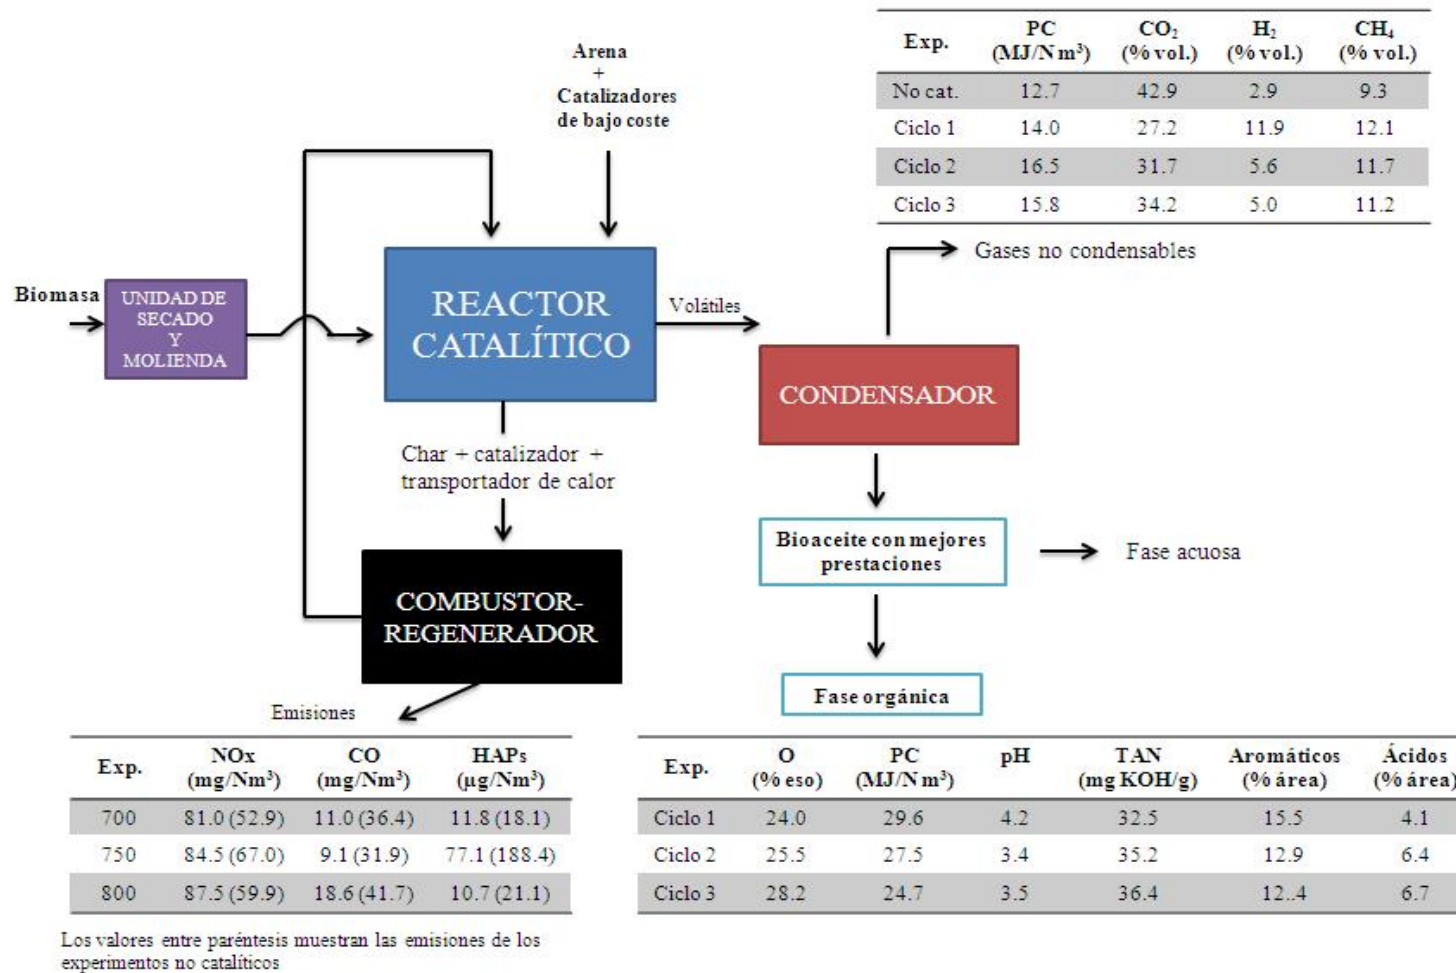 Arena
+
Catalizadores
de bajo coste
Exp. PC (MJ/N m³) CO₂ (% vol.) H₂ (% vol.) CH₄ (% vol.)
No cat. 12.7 42.9 2.9 9.3
Ciclo 1 14.0 27.2 11.9 12.1
Ciclo 2 16.5 31.7 5.6 11.7
Ciclo 3 15.8 34.2 5.0 11.2
Gases no condensables
Biomasa
UNIDAD DE
SECADO
Y
MOLIENDA
REACTOR
CATALÍTICO
Volátiles
CONDENSADOR
Char + catalizador +
transportador de calor
Bioaceite con mejores
prestaciones
Fase acuosa
COMBUSTOR-
REGENERADOR
Fase orgánica
Emisiones
Exp. NOx (mg/Nm³) CO (mg/Nm³) HAPs (µg/Nm³)
700 81.0 (52.9) 11.0 (36.4) 11.8 (18.1)
750 84.5 (67.0) 9.1 (31.9) 77.1 (188.4)
800 87.5 (59.9) 18.6 (41.7) 10.7 (21.1)
Los valores entre paréntesis muestran las emisiones de los
experimentos no catalíticos
Exp. O (% eso) PC (MJ/N m³) pH TAN (mg KOH/g) Aromáticos (% área) Ácidos (% área)
Ciclo 1 24.0 29.6 4.2 32.5 15.5 4.1
Ciclo 2 25.5 27.5 3.4 35.2 12.9 6.4
Ciclo 3 28.2 24.7 3.5 36.4 12..4 6.7